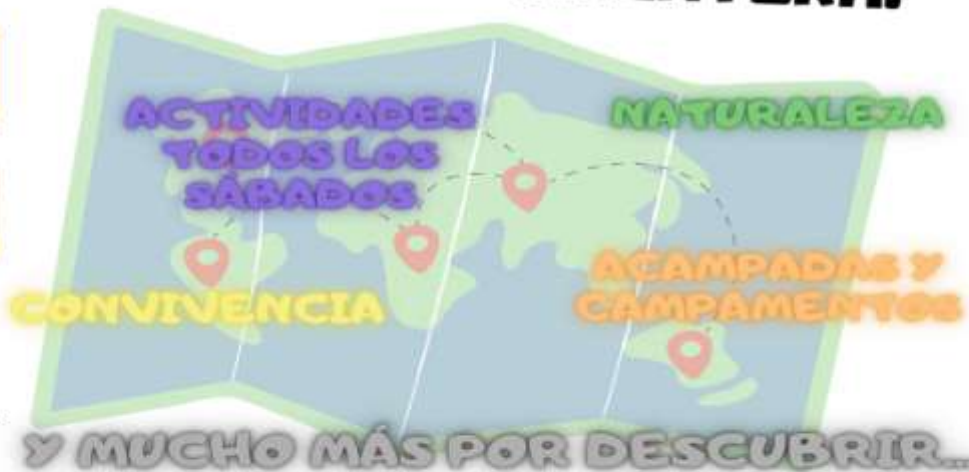 ACTIVIDADES
TODOS LOS
SÁBADOS
NATURALEZA
CONVIVENCIA
ACAMPADAS Y
CAMPAMENTOS
Y MUCHO MÁS POR DESCUBRIR...